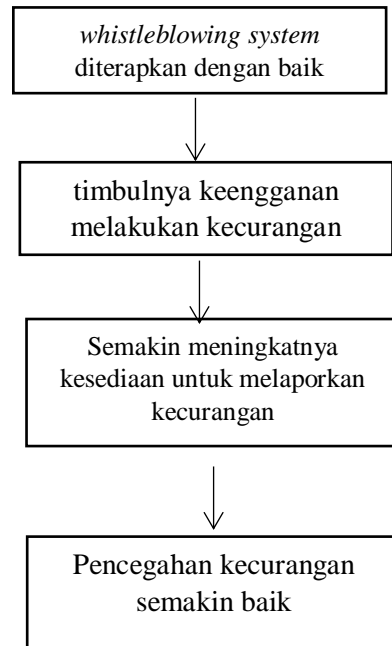 whistleblowing system
diterapkan dengan baik
timbulnya keengganan
melakukan kecurangan
Semakin meningkatnya
kesediaan untuk melaporkan
kecurangan
Pencegahan kecurangan
semakin baik